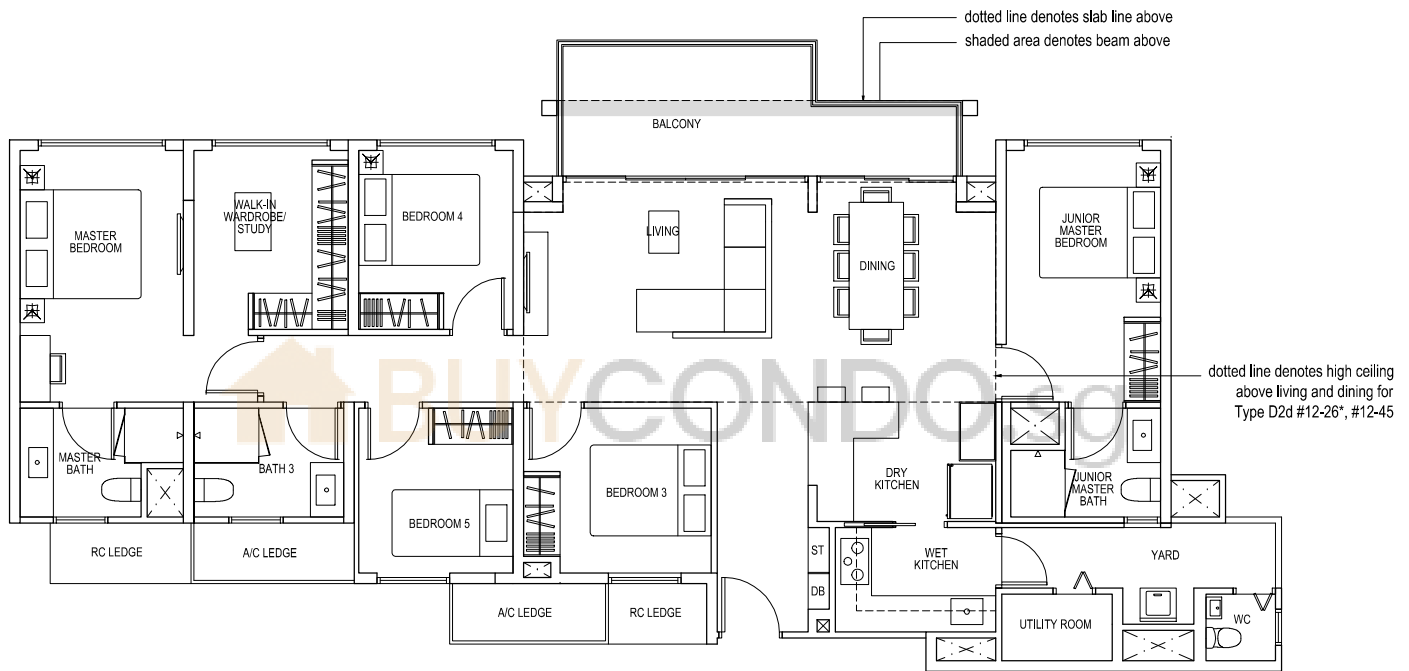 dotted line denotes slab line above
shaded area denotes beam above
BALCONY
MASTER
BEDROOM
WALK-IN
WARDROBE/
STUDY
BEDROOM 4
LIVING
DINING
JUNIOR
MASTER
BEDROOM
dotted line denotes high ceiling
above living and dining for
Type D2d #12-26*, #12-45
BUYCONDO.sg
MASTER
BATH
BATH 3
BEDROOM 5
BEDROOM 3
DRY
KITCHEN
JUNIOR
MASTER
BATH
RC LEDGE
A/C LEDGE
ST
WET
KITCHEN
YARD
A/C LEDGE
RC LEDGE
DB
UTILITY ROOM
WC